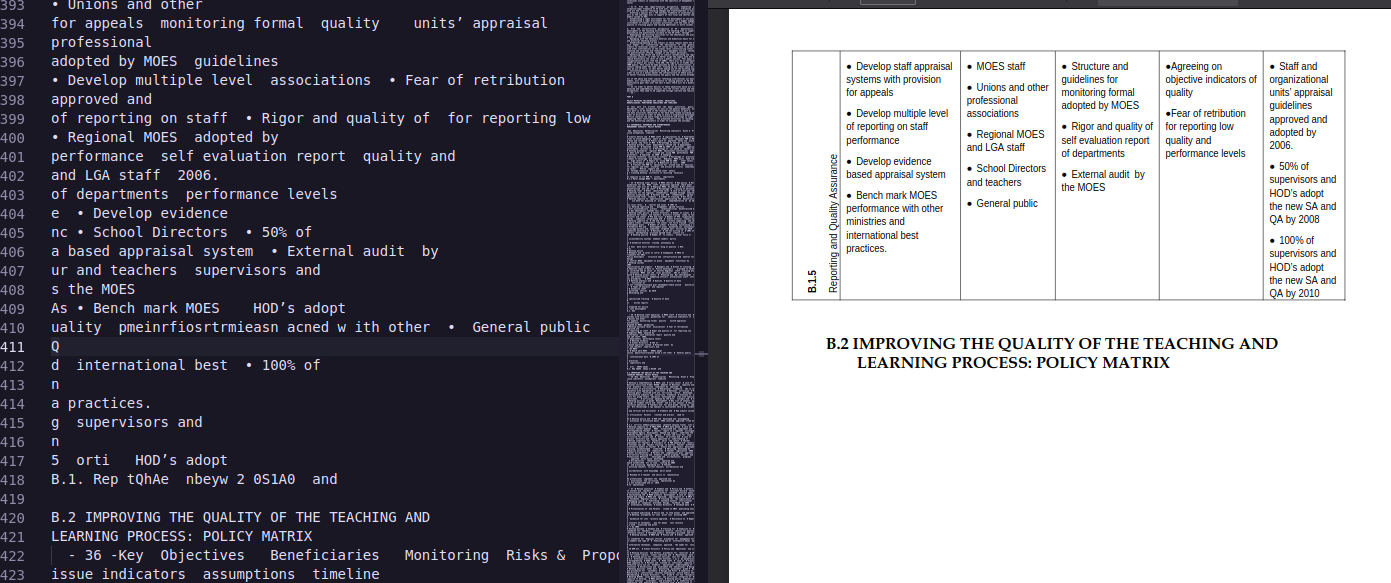 393 • Unions and other
394 for appeals monitoring formal quality units’ appraisal
395 professional
396 adopted by MOES guidelines
397 • Develop multiple level associations • Fear of retribution
398 approved and
399 of reporting on staff • Rigor and quality of for reporting low
400 • Regional MOES adopted by
401 performance self evaluation report quality and
402 and LGA staff 2006.
403 of departments performance levels
404 e • Develop evidence
405 nc • School Directors • 50% of
406 a based appraisal system • External audit by
407 ur and teachers supervisors and
408 s the MOES
409 As • Bench mark MOES HOD’s adopt
410 uality pmeinrfiosrtrmieasn acned w ith other • General public
411 Q
412 d international best • 100% of
413 n
414 a practices.
415 g supervisors and
416 n
417 5 orti HOD’s adopt
418 B.1. Rep tQhAe nbeyw 2 0S1A0 and
419
420 B.2 IMPROVING THE QUALITY OF THE TEACHING AND
421 LEARNING PROCESS: POLICY MATRIX
422 - 36 -Key Objectives Beneficiaries Monitoring Risks & Propo
423 issue indicators assumptions timeline
B.1.5
Reporting and Quality Assurance
● Develop staff appraisal
systems with provision
for appeals
● Develop multiple level
of reporting on staff
performance
● Develop evidence
based appraisal system
● Bench mark MOES
performance with other
ministries and
international best
practices.
● MOES staff
● Unions and other
professional
associations
● Regional MOES
and LGA staff
● School Directors
and teachers
● General public
● Structure and
guidelines for
monitoring formal
adopted by MOES
● Rigor and quality of
self evaluation report
of departments
● External audit by
the MOES
●Agreeing on
objective indicators of
quality
●Fear of retribution
for reporting low
quality and
performance levels
● Staff and
organizational
units’ appraisal
guidelines
approved and
adopted by
2006.
● 50% of
supervisors and
HOD’s adopt
the new SA and
QA by 2008
● 100% of
supervisors and
HOD’s adopt
the new SA and
QA by 2010
B.2 IMPROVING THE QUALITY OF THE TEACHING AND
LEARNING PROCESS: POLICY MATRIX